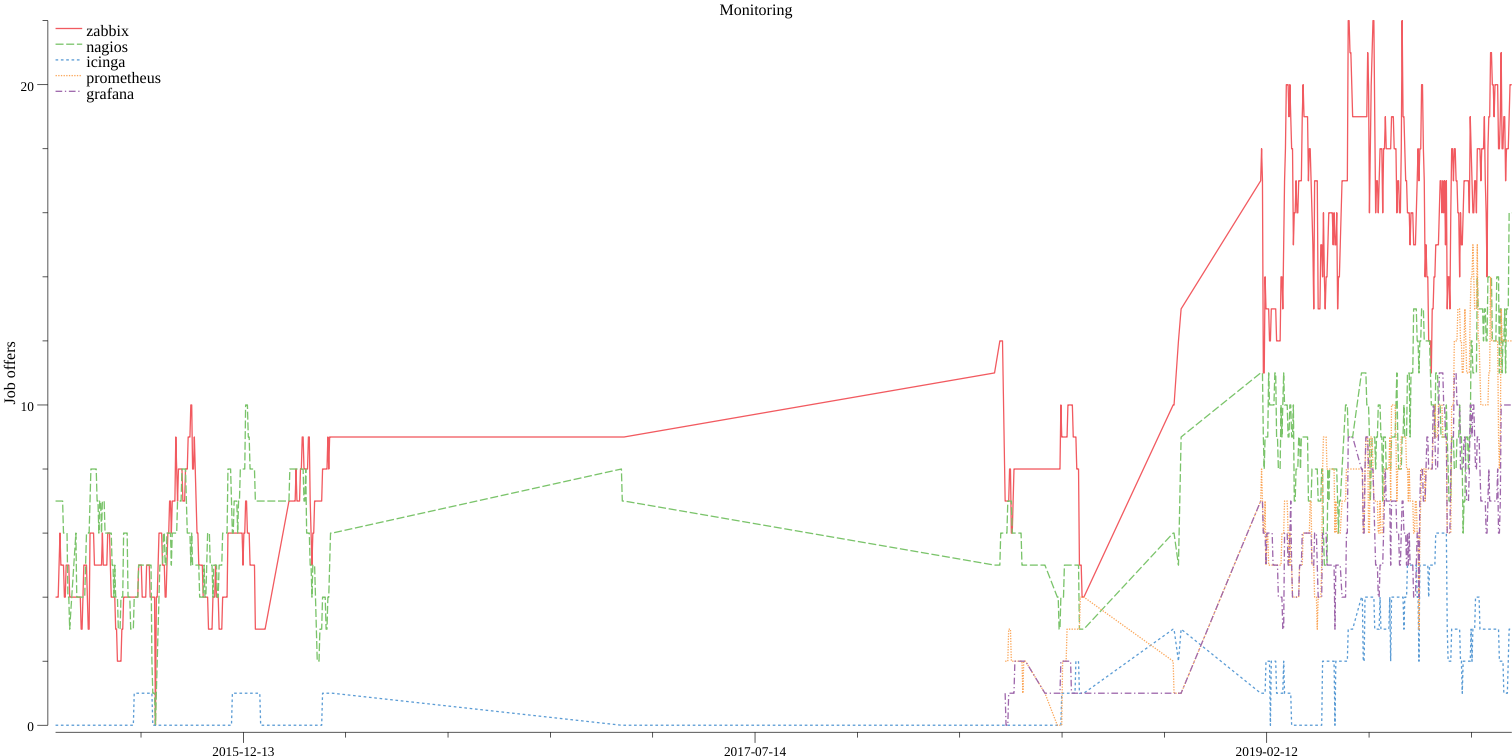 Monitoring
zabbix
nagios
icinga
prometheus
grafana
20
10
0
Job offers
2015-12-13
2017-07-14
2019-02-12